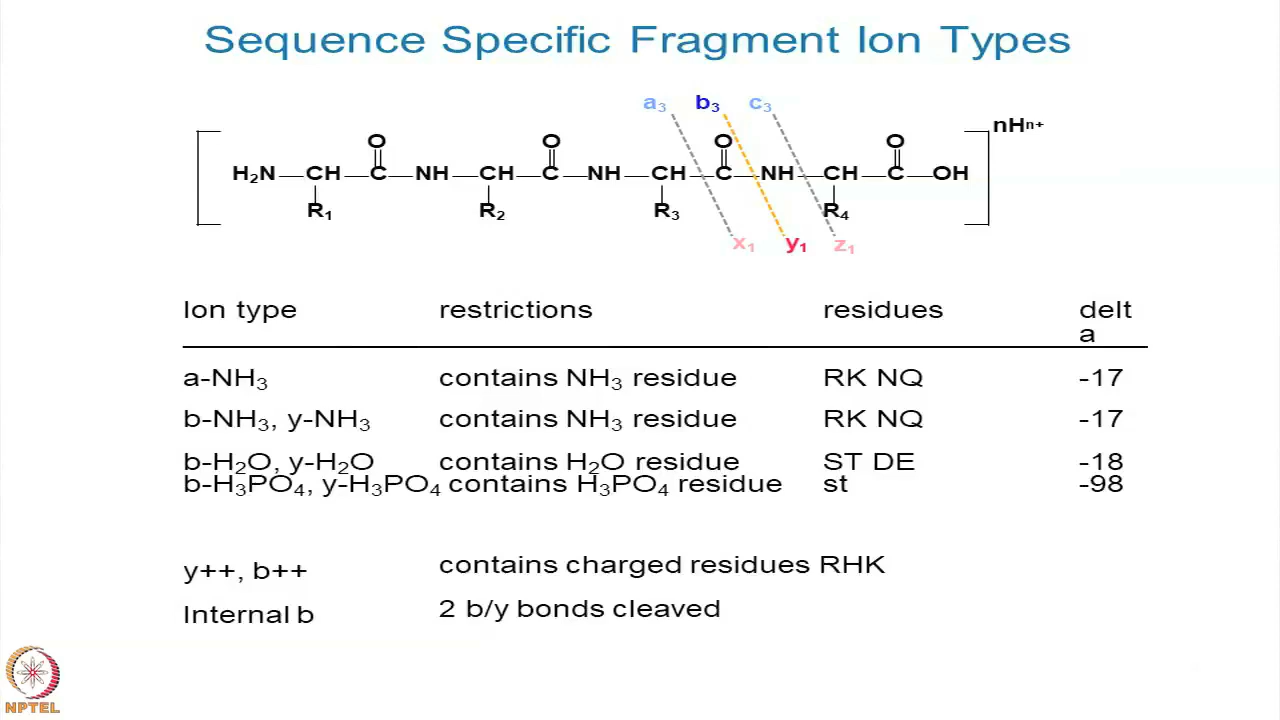 Sequence Specific Fragment Ion Types
a₃ b₃ c₃
nHⁿ⁺
O O O O
H₂N CH C NH CH C NH CH C NH CH C OH
R₁ R₂ R₃ R₄
x₁ y₁ z₁
Ion type restrictions residues delt
a
a-NH₃ contains NH₃ residue RK NQ -17
b-NH₃, y-NH₃ contains NH₃ residue RK NQ -17
b-H₂O, y-H₂O contains H₂O residue ST DE -18
b-H₃PO₄, y-H₃PO₄ contains H₃PO₄ residue st -98
y++, b++ contains charged residues RHK
Internal b 2 b/y bonds cleaved
NPTEL